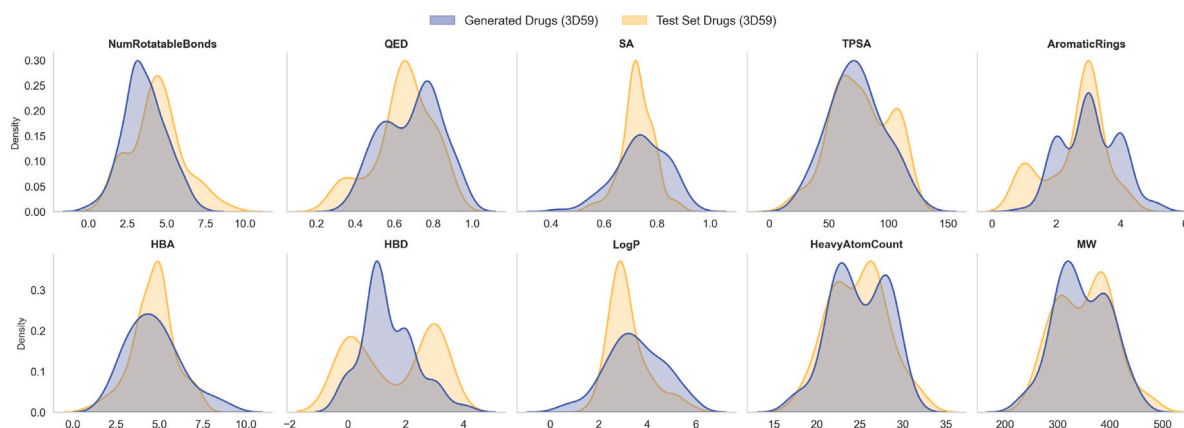 Generated Drugs (3D59) Test Set Drugs (3D59)
NumRotatableBonds QED SA TPSA AromaticRings
Density
0.30
0.25
0.20
0.15
0.10
0.05
0.00
0.0 2.5 5.0 7.5 10.0 0.2 0.4 0.6 0.8 1.0 0.4 0.6 0.8 1.0 0 50 100 150 0 2 4 6
HBA HBD LogP HeavyAtomCount MW
Density
0.3
0.2
0.1
0.0
0.0 2.5 5.0 7.5 10.0 −2 0 2 4 0 2 4 6 15 20 25 30 35 200 300 400 500